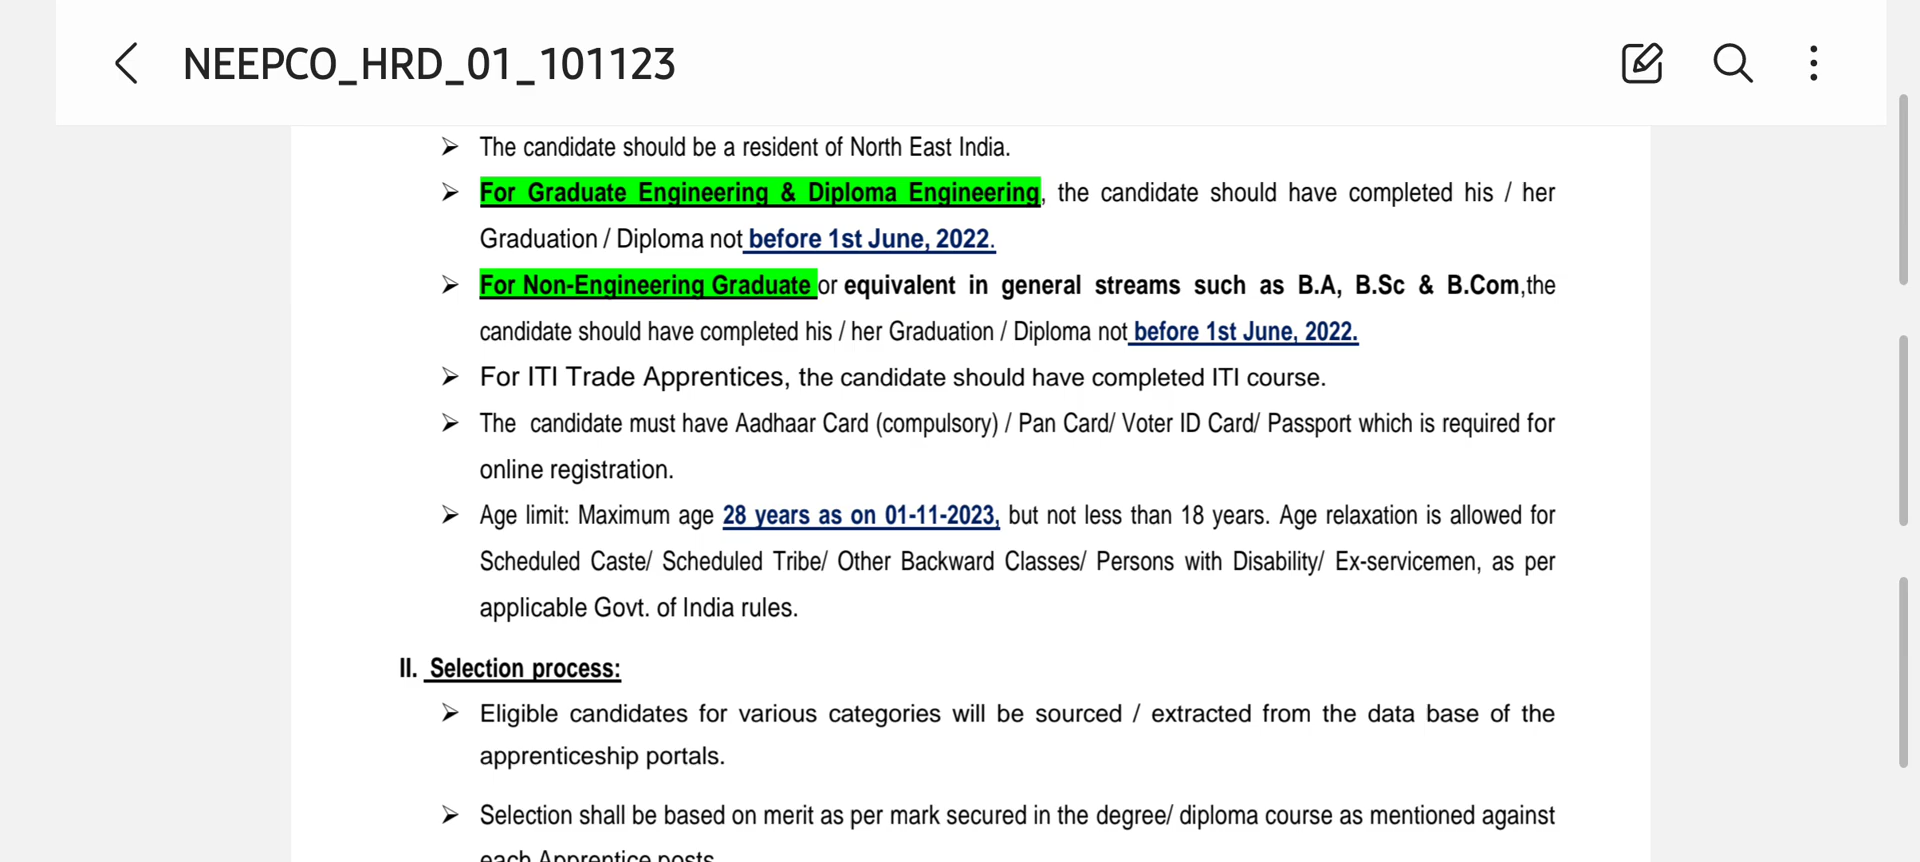 NEEPCO_HRD_01_101123
➢ The candidate should be a resident of North East India.
➢ For Graduate Engineering & Diploma Engineering, the candidate should have completed his / her
Graduation / Diploma not before 1st June, 2022.
➢ For Non-Engineering Graduate or equivalent in general streams such as B.A, B.Sc & B.Com,the
candidate should have completed his / her Graduation / Diploma not before 1st June, 2022.
➢ For ITI Trade Apprentices, the candidate should have completed ITI course.
➢ The candidate must have Aadhaar Card (compulsory) / Pan Card/ Voter ID Card/ Passport which is required for
online registration.
➢ Age limit: Maximum age 28 years as on 01-11-2023, but not less than 18 years. Age relaxation is allowed for
Scheduled Caste/ Scheduled Tribe/ Other Backward Classes/ Persons with Disability/ Ex-servicemen, as per
applicable Govt. of India rules.
II. Selection process:
➢ Eligible candidates for various categories will be sourced / extracted from the data base of the
apprenticeship portals.
➢ Selection shall be based on merit as per mark secured in the degree/ diploma course as mentioned against
each Apprentice posts